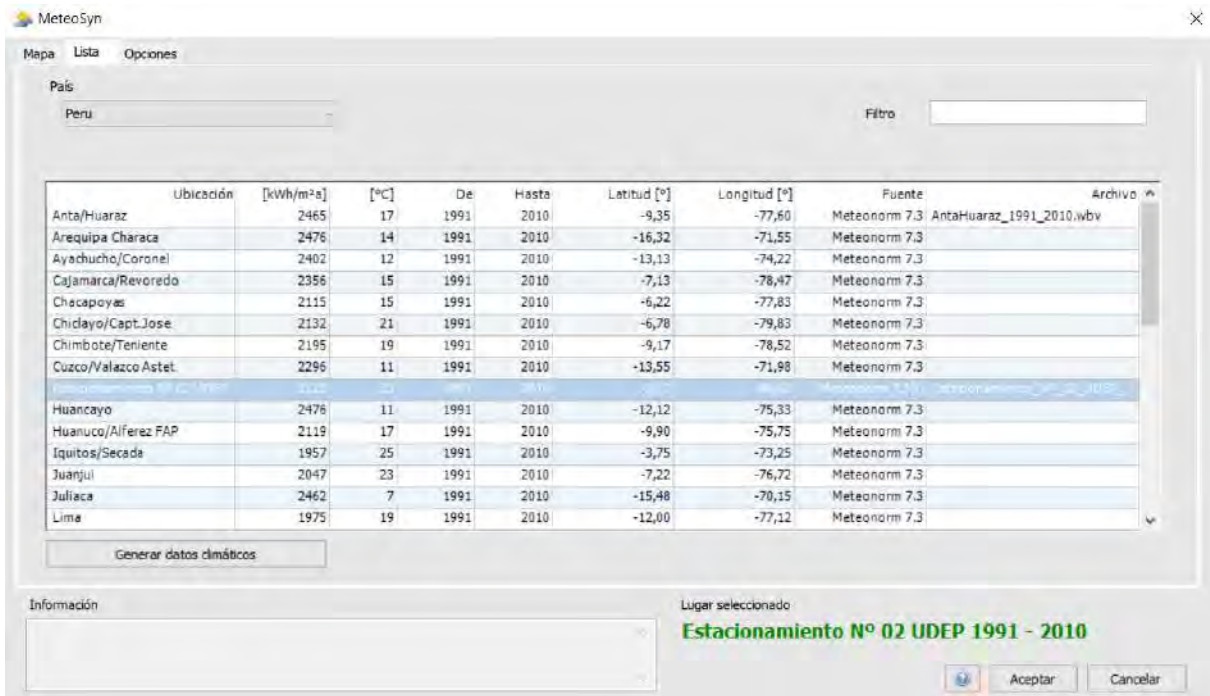 MeteoSyn
Mapa Lista Opciones
País
Peru
Filtro
Ubicación [kWh/m²a] [°C] De Hasta Latitud [°] Longitud [°] Fuente Archivo
Anta/Huaraz 2465 17 1991 2010 -9,35 -77,60 Meteonorm 7.3 AntaHuaraz_1991_2010.wbv
Arequipa Characa 2476 14 1991 2010 -16,32 -71,55 Meteonorm 7.3
Ayachucho/Coronel 2402 12 1991 2010 -13,13 -74,22 Meteonorm 7.3
Cajamarca/Revoredo 2356 15 1991 2010 -7,13 -78,47 Meteonorm 7.3
Chacapoyas 2115 15 1991 2010 -6,22 -77,83 Meteonorm 7.3
Chiclayo/Capt.Jose 2132 21 1991 2010 -6,78 -79,83 Meteonorm 7.3
Chimbote/Teniente 2195 19 1991 2010 -9,17 -78,52 Meteonorm 7.3
Cuzco/Valazco Astet. 2296 11 1991 2010 -13,55 -71,98 Meteonorm 7.3
Estacionamiento Nº 02 UDEP 1991 2010
Huancayo 2476 11 1991 2010 -12,12 -75,33 Meteonorm 7.3
Huanuco/Alferez FAP 2119 17 1991 2010 -9,90 -75,75 Meteonorm 7.3
Iquitos/Secada 1957 25 1991 2010 -3,75 -73,25 Meteonorm 7.3
Juanjui 2047 23 1991 2010 -7,22 -76,72 Meteonorm 7.3
Juliaca 2462 7 1991 2010 -15,48 -70,15 Meteonorm 7.3
Lima 1975 19 1991 2010 -12,00 -77,12 Meteonorm 7.3
Generar datos climáticos
Información
Lugar seleccionado
Estacionamiento Nº 02 UDEP 1991 - 2010
Aceptar Cancelar